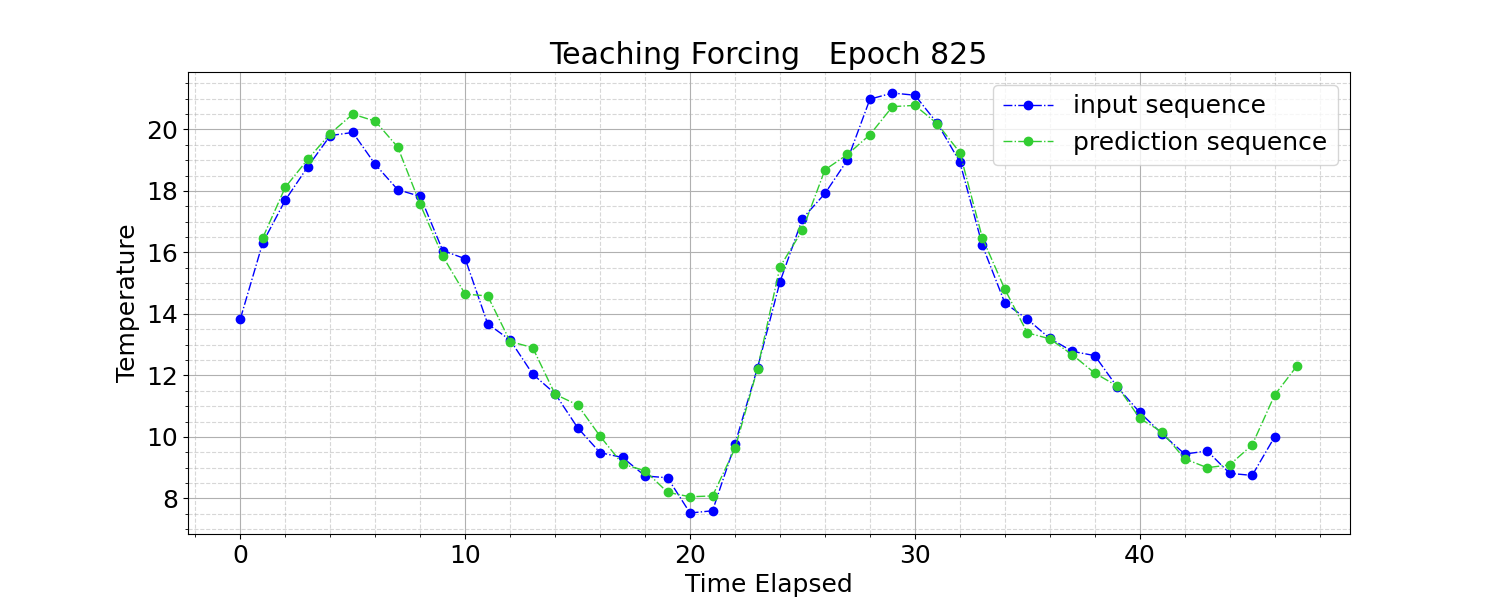 Teaching Forcing   Epoch 825
input sequence
prediction sequence
Temperature
20
18
16
14
12
10
8
0 10 20 30 40
Time Elapsed